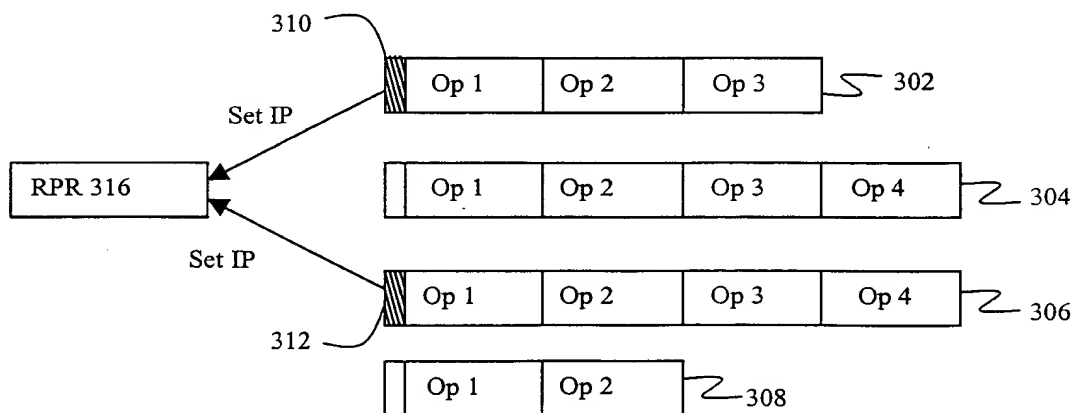 310
Op 1 Op 2 Op 3 302
Set IP
RPR 316 Op 1 Op 2 Op 3 Op 4 304
Set IP
Op 1 Op 2 Op 3 Op 4 306
312
Op 1 Op 2 308